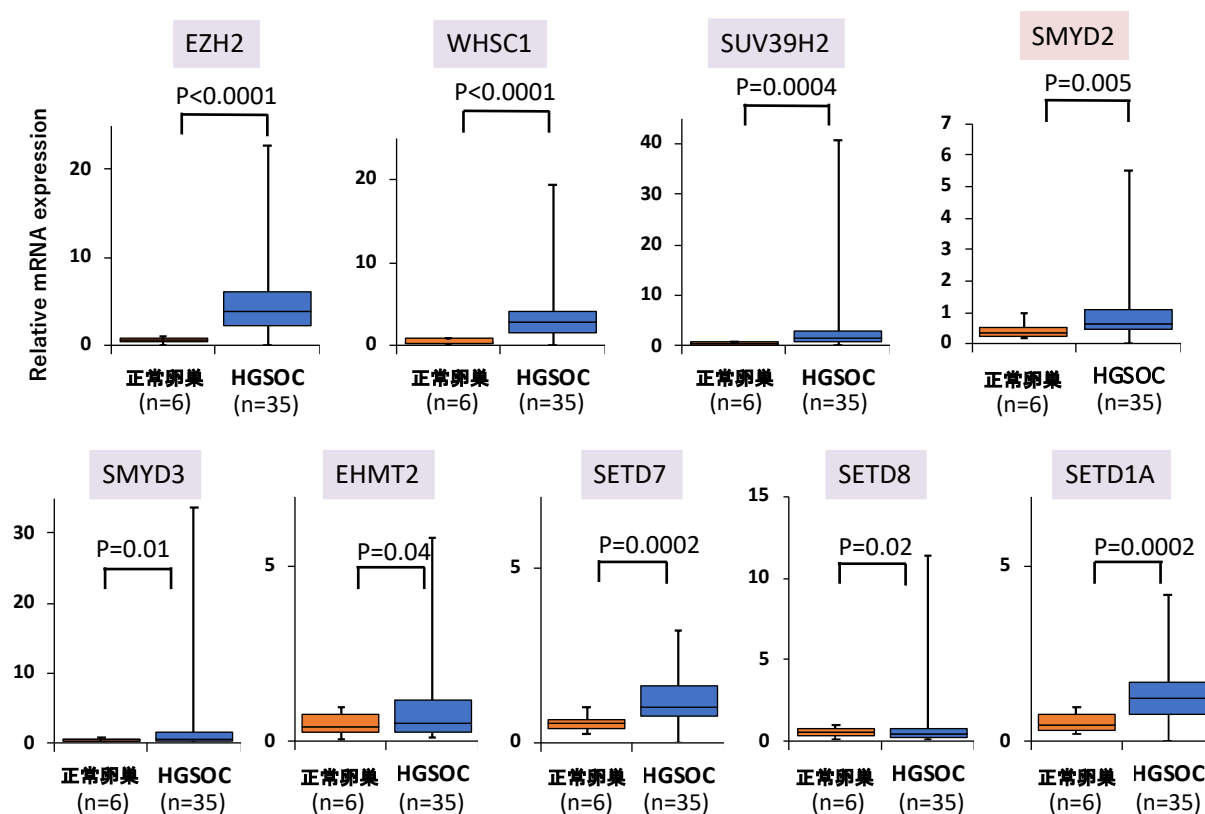 EZH2
WHSC1
SUV39H2
SMYD2
P<0.0001
P<0.0001
P=0.0004
P=0.005
Relative mRNA expression
20
10
0
20
10
0
40
30
20
10
0
7
6
5
4
3
2
1
0
正常卵巣
HGSOC
正常卵巣
HGSOC
正常卵巣
HGSOC
正常卵巣
HGSOC
(n=6)
(n=35)
(n=6)
(n=35)
(n=6)
(n=35)
(n=6)
(n=35)
SMYD3
EHMT2
SETD7
SETD8
SETD1A
P=0.01
P=0.04
P=0.0002
P=0.02
P=0.0002
30
20
10
0
5
0
5
0
15
10
5
0
5
0
正常卵巣
HGSOC
正常卵巣
HGSOC
正常卵巣
HGSOC
正常卵巣
HGSOC
正常卵巣
HGSOC
(n=6)
(n=35)
(n=6)
(n=35)
(n=6)
(n=35)
(n=6)
(n=35)
(n=6)
(n=35)